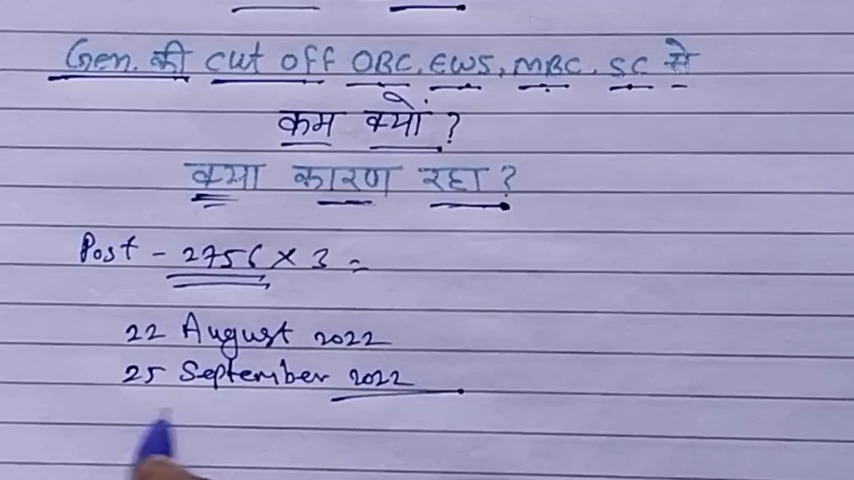 Gen. की cut off OBC, EWS, MBC, SC से
कम क्यों ?
क्या कारण रहा ?
Post - 2756 × 3 =
22 August 2022
25 September 2022